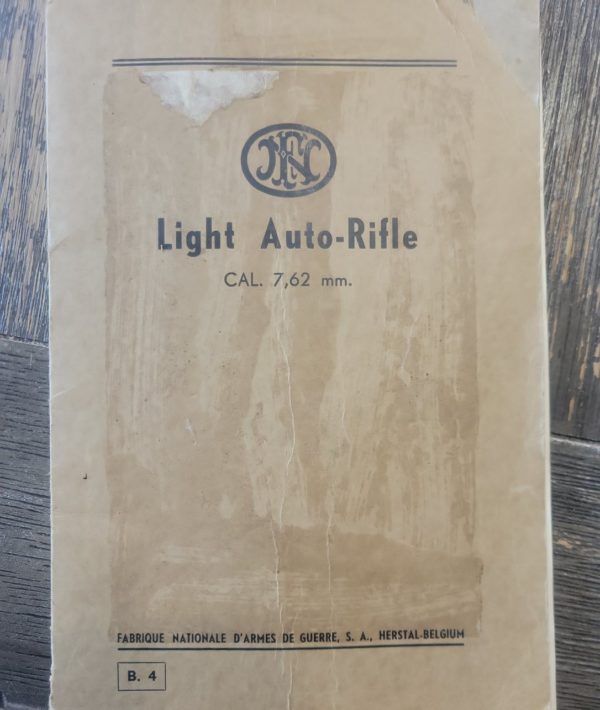 FN
Light Auto-Rifle
CAL. 7,62 mm.
FABRIQUE NATIONALE D'ARMES DE GUERRE, S. A., HERSTAL-BELGIUM
B. 4